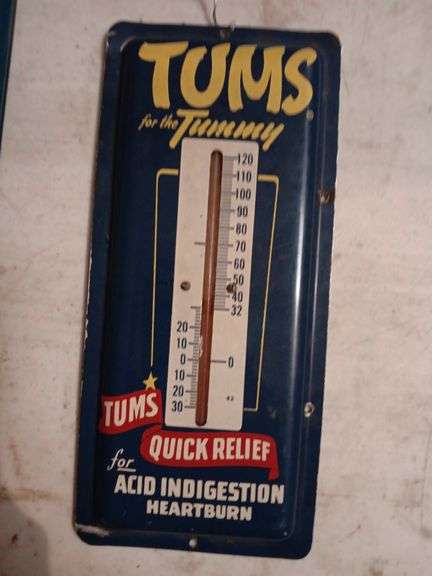 TUMS
for the Tummy
120
110
100
90
80
70
60
50
40
32
20
10
0 0
10
20
30
42
TUMS
QUICK RELIEF
for
ACID INDIGESTION
HEARTBURN